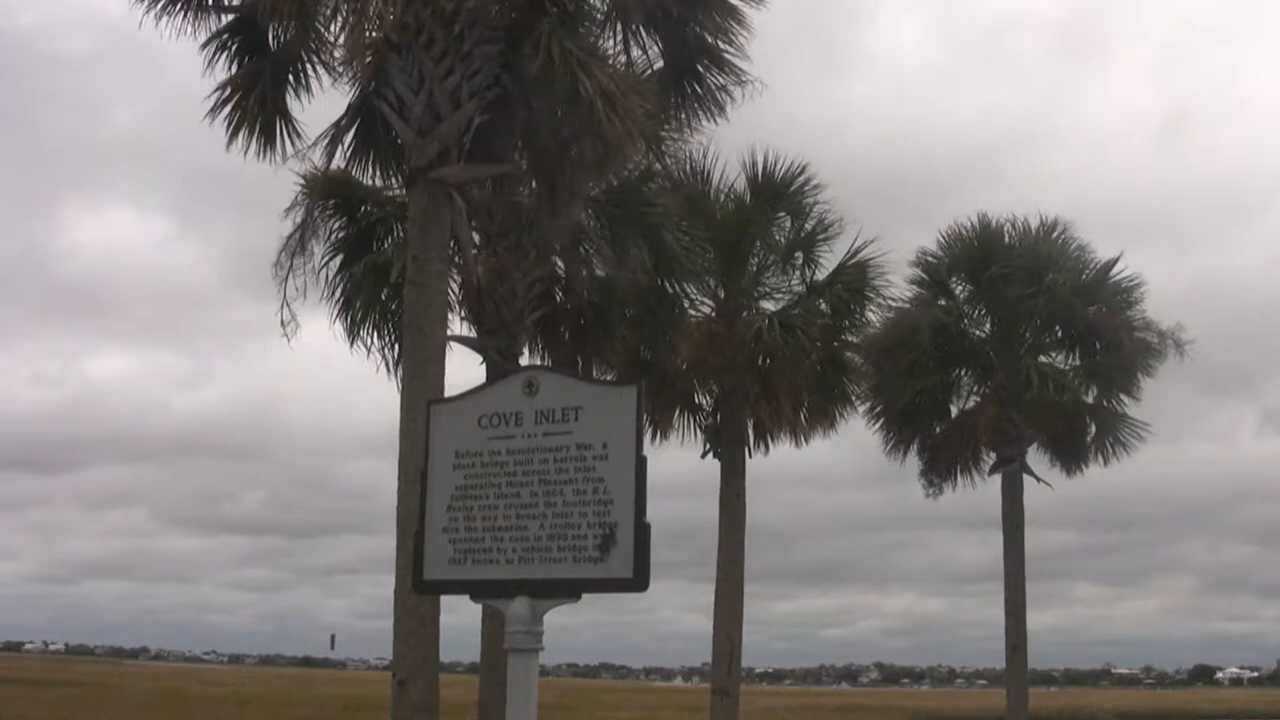 COVE INLET
Before the Revolutionary War, a
plank bridge built on barrels was
constructed across the inlet
separating Mount Pleasant from
Sullivan's Island. In 1864, the H. L.
Hunley crew crossed the footbridge
on the way to Breach Inlet to test
dive the submarine. A trolley bridge
spanned the cove in 1898 and was
replaced by a vehicle bridge in
1927 known as Pitt Street Bridge.